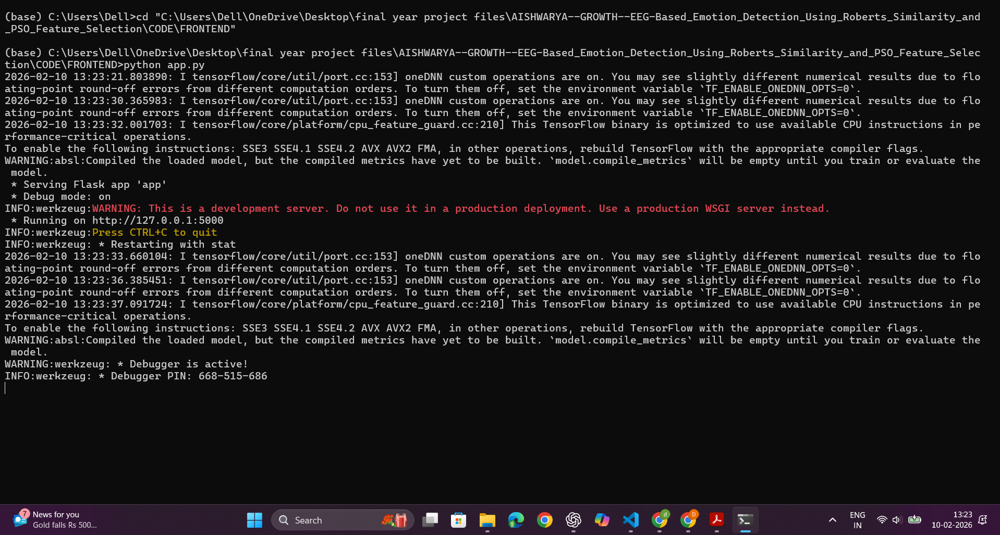 (base) C:\Users\Dell>cd "C:\Users\Dell\OneDrive\Desktop\final year project files\AISHWARYA--GROWTH--EEG-Based_Emotion_Detection_Using_Roberts_Similarity_and
_PSO_Feature_Selection\CODE\FRONTEND"
(base) C:\Users\Dell\OneDrive\Desktop\final year project files\AISHWARYA--GROWTH--EEG-Based_Emotion_Detection_Using_Roberts_Similarity_and_PSO_Feature_Selec
tion\CODE\FRONTEND>python app.py
2026-02-10 13:23:21.803890: I tensorflow/core/util/port.cc:153] oneDNN custom operations are on. You may see slightly different numerical results due to flo
ating-point round-off errors from different computation orders. To turn them off, set the environment variable `TF_ENABLE_ONEDNN_OPTS=0`.
2026-02-10 13:23:30.365983: I tensorflow/core/util/port.cc:153] oneDNN custom operations are on. You may see slightly different numerical results due to flo
ating-point round-off errors from different computation orders. To turn them off, set the environment variable `TF_ENABLE_ONEDNN_OPTS=0`.
2026-02-10 13:23:32.001703: I tensorflow/core/platform/cpu_feature_guard.cc:210] This TensorFlow binary is optimized to use available CPU instructions in pe
rformance-critical operations.
To enable the following instructions: SSE3 SSE4.1 SSE4.2 AVX AVX2 FMA, in other operations, rebuild TensorFlow with the appropriate compiler flags.
WARNING:absl:Compiled the loaded model, but the compiled metrics have yet to be built. `model.compile_metrics` will be empty until you train or evaluate the
 model.
 * Serving Flask app 'app'
 * Debug mode: on
INFO:werkzeug:WARNING: This is a development server. Do not use it in a production deployment. Use a production WSGI server instead.
 * Running on http://127.0.0.1:5000
INFO:werkzeug:Press CTRL+C to quit
INFO:werkzeug: * Restarting with stat
2026-02-10 13:23:33.660104: I tensorflow/core/util/port.cc:153] oneDNN custom operations are on. You may see slightly different numerical results due to flo
ating-point round-off errors from different computation orders. To turn them off, set the environment variable `TF_ENABLE_ONEDNN_OPTS=0`.
2026-02-10 13:23:36.385451: I tensorflow/core/util/port.cc:153] oneDNN custom operations are on. You may see slightly different numerical results due to flo
ating-point round-off errors from different computation orders. To turn them off, set the environment variable `TF_ENABLE_ONEDNN_OPTS=0`.
2026-02-10 13:23:37.091724: I tensorflow/core/platform/cpu_feature_guard.cc:210] This TensorFlow binary is optimized to use available CPU instructions in pe
rformance-critical operations.
To enable the following instructions: SSE3 SSE4.1 SSE4.2 AVX AVX2 FMA, in other operations, rebuild TensorFlow with the appropriate compiler flags.
WARNING:absl:Compiled the loaded model, but the compiled metrics have yet to be built. `model.compile_metrics` will be empty until you train or evaluate the
 model.
WARNING:werkzeug: * Debugger is active!
INFO:werkzeug: * Debugger PIN: 668-515-686
7 News for you
Gold falls Rs 500...
Search
d
D
ENG
IN
13:23
10-02-2026